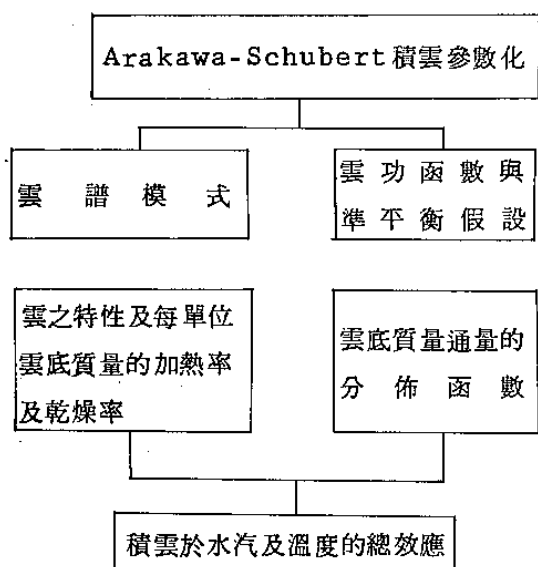 Arakawa-Schubert積雲參數化
雲譜模式
雲功函數與
準平衡假設
雲之特性及每單位
雲底質量的加熱率
及乾燥率
雲底質量通量的
分佈函數
積雲於水汽及溫度的總效應